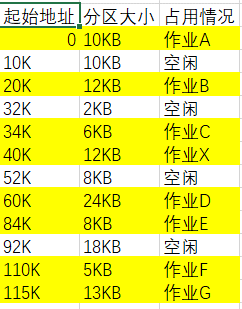 起始地址 分区大小 占用情况
0 10KB 作业A
10K 10KB 空闲
20K 12KB 作业B
32K 2KB 空闲
34K 6KB 作业C
40K 12KB 作业X
52K 8KB 空闲
60K 24KB 作业D
84K 8KB 作业E
92K 18KB 空闲
110K 5KB 作业F
115K 13KB 作业G